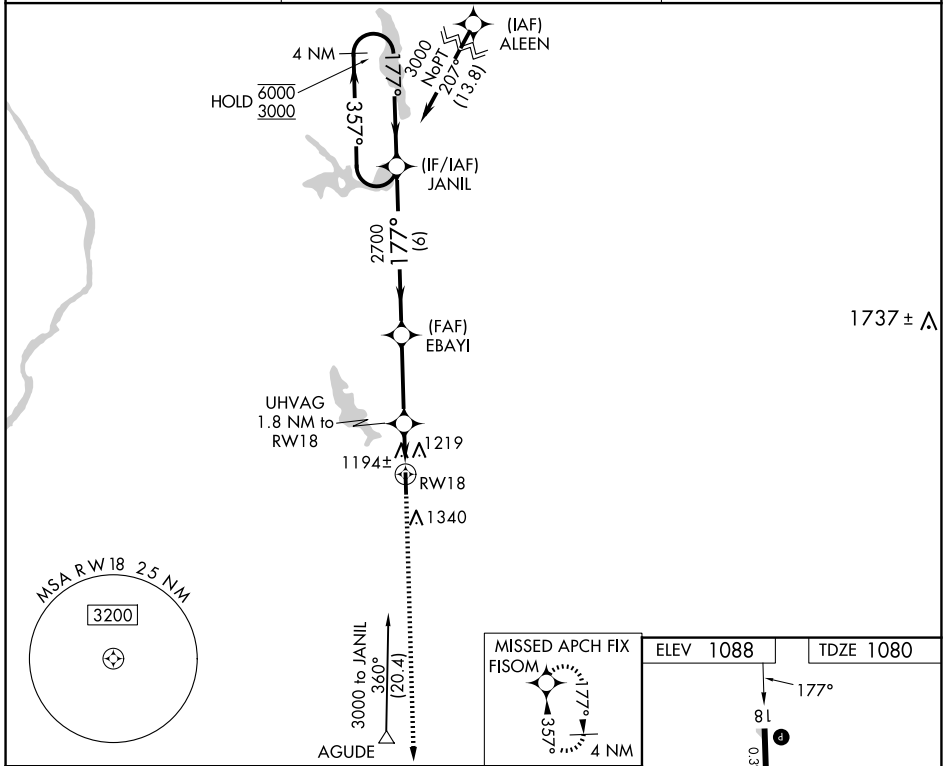 (IAF)
ALEEN
3000
NoPT
207°
(13.8)
4 NM
HOLD 6000
3000
177°
357°
(IF/IAF)
JANIL
2700
177°
(6)
(FAF)
EBAYI
1737 ±
UHVAG
1.8 NM to
RW18
1219
1194±
RW18
1340
MSA RW18 25 NM
3200
3000 to JANIL
360°
(20.4)
AGUDE
MISSED APCH FIX
FISOM
177°
357°
4 NM
ELEV 1088
TDZE 1080
177°
18
P
0.3